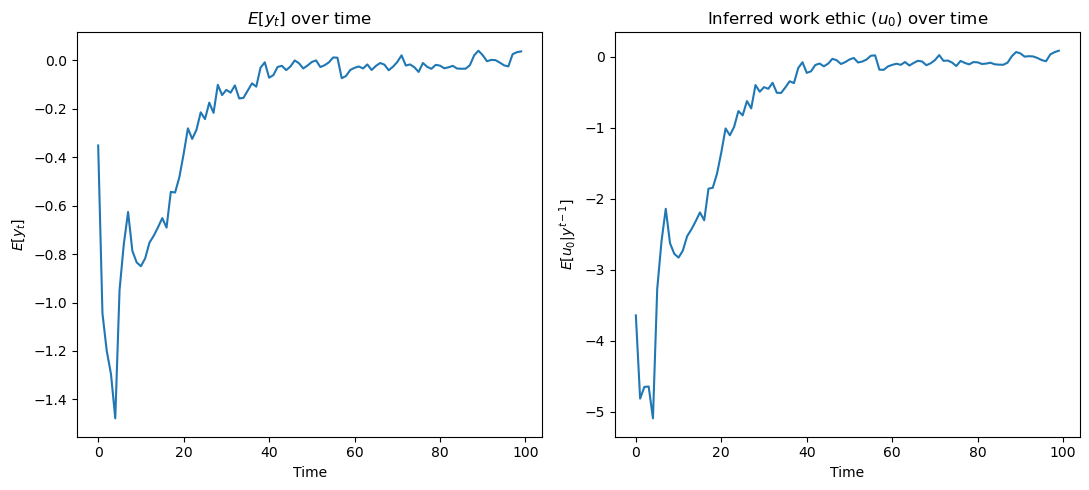 E[y_t] over time
E[y_t]
0.0
−0.2
−0.4
−0.6
−0.8
−1.0
−1.2
−1.4
0 20 40 60 80 100
Time
Inferred work ethic (u_0) over time
E[u_0|y^{t−1}]
0
−1
−2
−3
−4
−5
0 20 40 60 80 100
Time